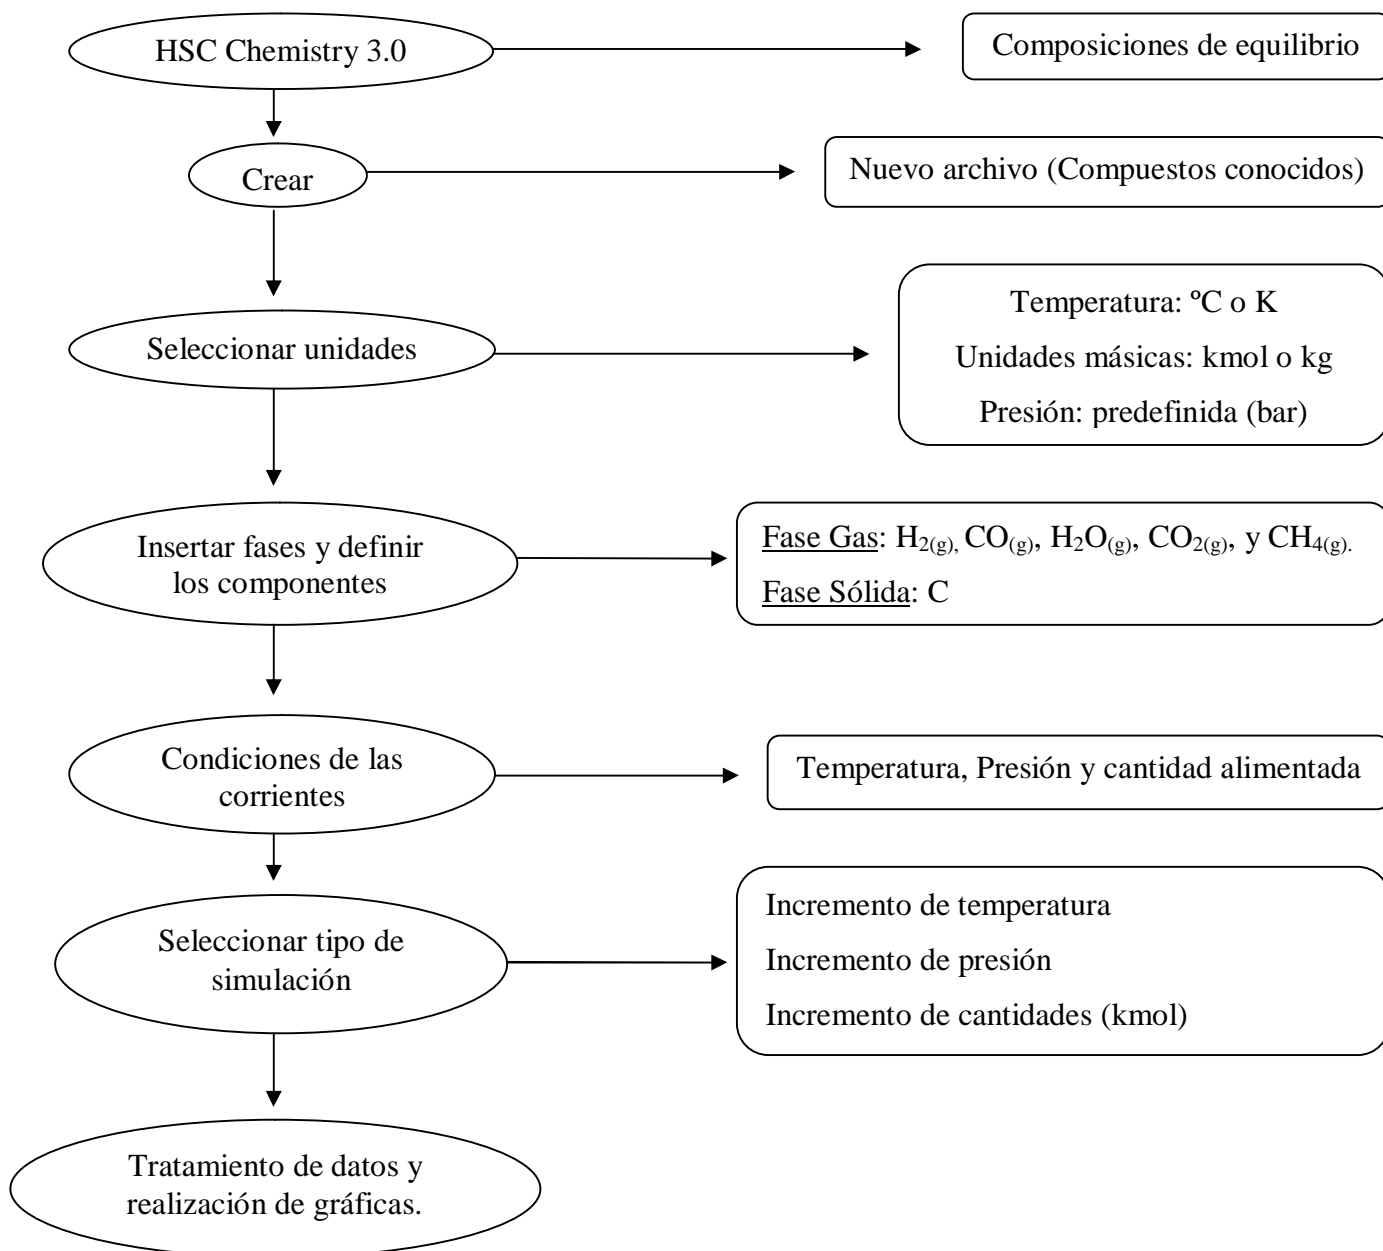 HSC Chemistry 3.0
Composiciones de equilibrio
Crear
Nuevo archivo (Compuestos conocidos)
Seleccionar unidades
Temperatura: ºC o K
Unidades másicas: kmol o kg
Presión: predefinida (bar)
Insertar fases y definir
los componentes
Fase Gas: H2(g), CO(g), H2O(g), CO2(g), y CH4(g).
Fase Sólida: C
Condiciones de las
corrientes
Temperatura, Presión y cantidad alimentada
Seleccionar tipo de
simulación
Incremento de temperatura
Incremento de presión
Incremento de cantidades (kmol)
Tratamiento de datos y
realización de gráficas.